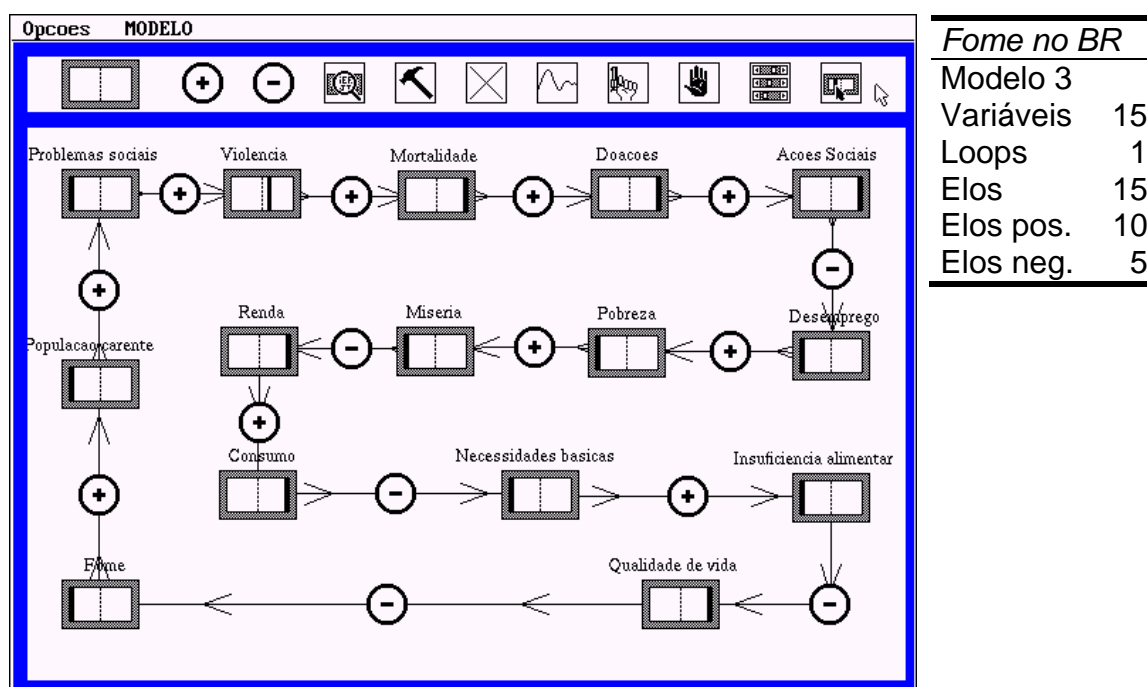 Opcoes MODELO
Problemas sociais Violencia Mortalidade Doacoes Acoes Sociais
+ + + + 
+ -
Renda Miseria Pobreza Desemprego
Populacao carente
- + +
+
Consumo Necessidades basicas Insuficiencia alimentar
+ - +
Fome Qualidade de vida
- -
Fome no BR
Modelo 3
Variáveis 15
Loops 1
Elos 15
Elos pos. 10
Elos neg. 5